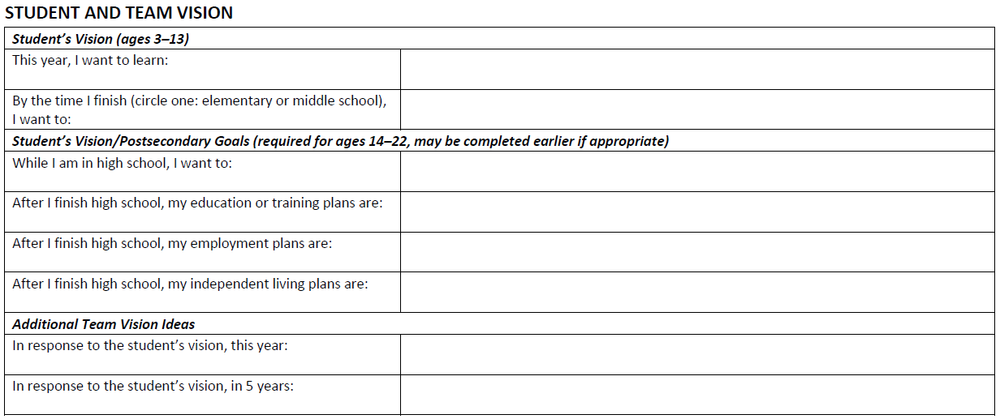 STUDENT AND TEAM VISION
Student’s Vision (ages 3–13)
This year, I want to learn:
By the time I finish (circle one: elementary or middle school),
I want to:
Student’s Vision/Postsecondary Goals (required for ages 14–22, may be completed earlier if appropriate)
While I am in high school, I want to:
After I finish high school, my education or training plans are:
After I finish high school, my employment plans are:
After I finish high school, my independent living plans are:
Additional Team Vision Ideas
In response to the student’s vision, this year:
In response to the student’s vision, in 5 years: